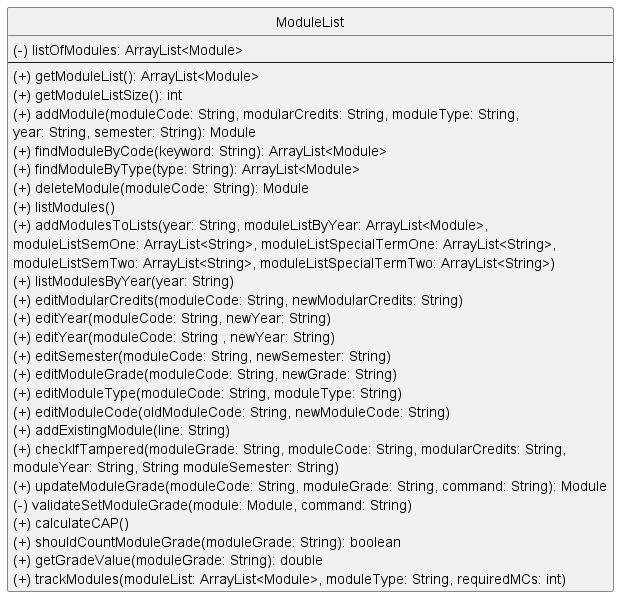 ModuleList
(-) listOfModules: ArrayList<Module>
(+) getModuleList(): ArrayList<Module>
(+) getModuleListSize(): int
(+) addModule(moduleCode: String, modularCredits: String, moduleType: String,
year: String, semester: String): Module
(+) findModuleByCode(keyword: String): ArrayList<Module>
(+) findModuleByType(type: String): ArrayList<Module>
(+) deleteModule(moduleCode: String): Module
(+) listModules()
(+) addModulesToLists(year: String, moduleListByYear: ArrayList<Module>,
moduleListSemOne: ArrayList<String>, moduleListSpecialTermOne: ArrayList<String>,
moduleListSemTwo: ArrayList<String>, moduleListSpecialTermTwo: ArrayList<String>)
(+) listModulesByYear(year: String)
(+) editModularCredits(moduleCode: String, newModularCredits: String)
(+) editYear(moduleCode: String, newYear: String)
(+) editYear(moduleCode: String , newYear: String)
(+) editSemester(moduleCode: String, newSemester: String)
(+) editModuleGrade(moduleCode: String, newGrade: String)
(+) editModuleType(moduleCode: String, moduleType: String)
(+) editModuleCode(oldModuleCode: String, newModuleCode: String)
(+) addExistingModule(line: String)
(+) checkIfTampered(moduleGrade: String, moduleCode: String, modularCredits: String,
moduleYear: String, String moduleSemester: String)
(+) updateModuleGrade(moduleCode: String, moduleGrade: String, command: String): Module
(-) validateSetModuleGrade(module: Module, command: String)
(+) calculateCAP()
(+) shouldCountModuleGrade(moduleGrade: String): boolean
(+) getGradeValue(moduleGrade: String): double
(+) trackModules(moduleList: ArrayList<Module>, moduleType: String, requiredMCs: int)